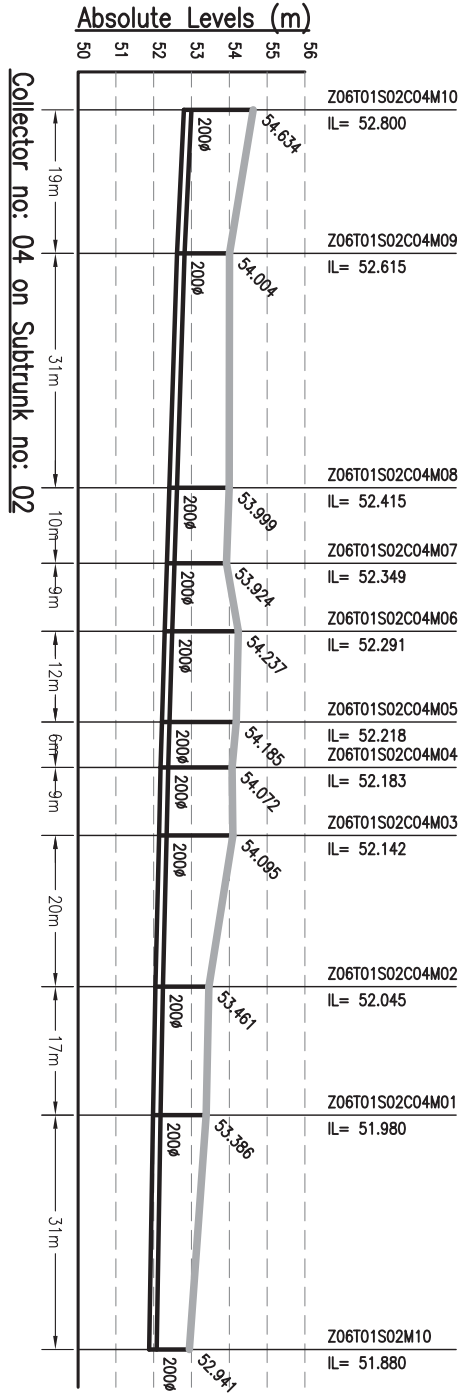 Absolute Levels (m)
50
51
52
53
54
55
56
Z06T01S02C04M10
IL= 52.800
54.634
200ø
19m
Z06T01S02C04M09
IL= 52.615
54.004
200ø
31m
Z06T01S02C04M08
IL= 52.415
53.999
200ø
10m
Z06T01S02C04M07
IL= 52.349
53.924
200ø
9m
Z06T01S02C04M06
IL= 52.291
54.237
200ø
12m
Z06T01S02C04M05
IL= 52.218
54.185
200ø
6m
Z06T01S02C04M04
IL= 52.183
54.072
200ø
9m
Z06T01S02C04M03
IL= 52.142
54.095
200ø
20m
Z06T01S02C04M02
IL= 52.045
53.461
200ø
17m
Z06T01S02C04M01
IL= 51.980
53.386
200ø
31m
Z06T01S02M10
IL= 51.880
52.941
200ø
Collector no: 04 on Subtrunk no: 02